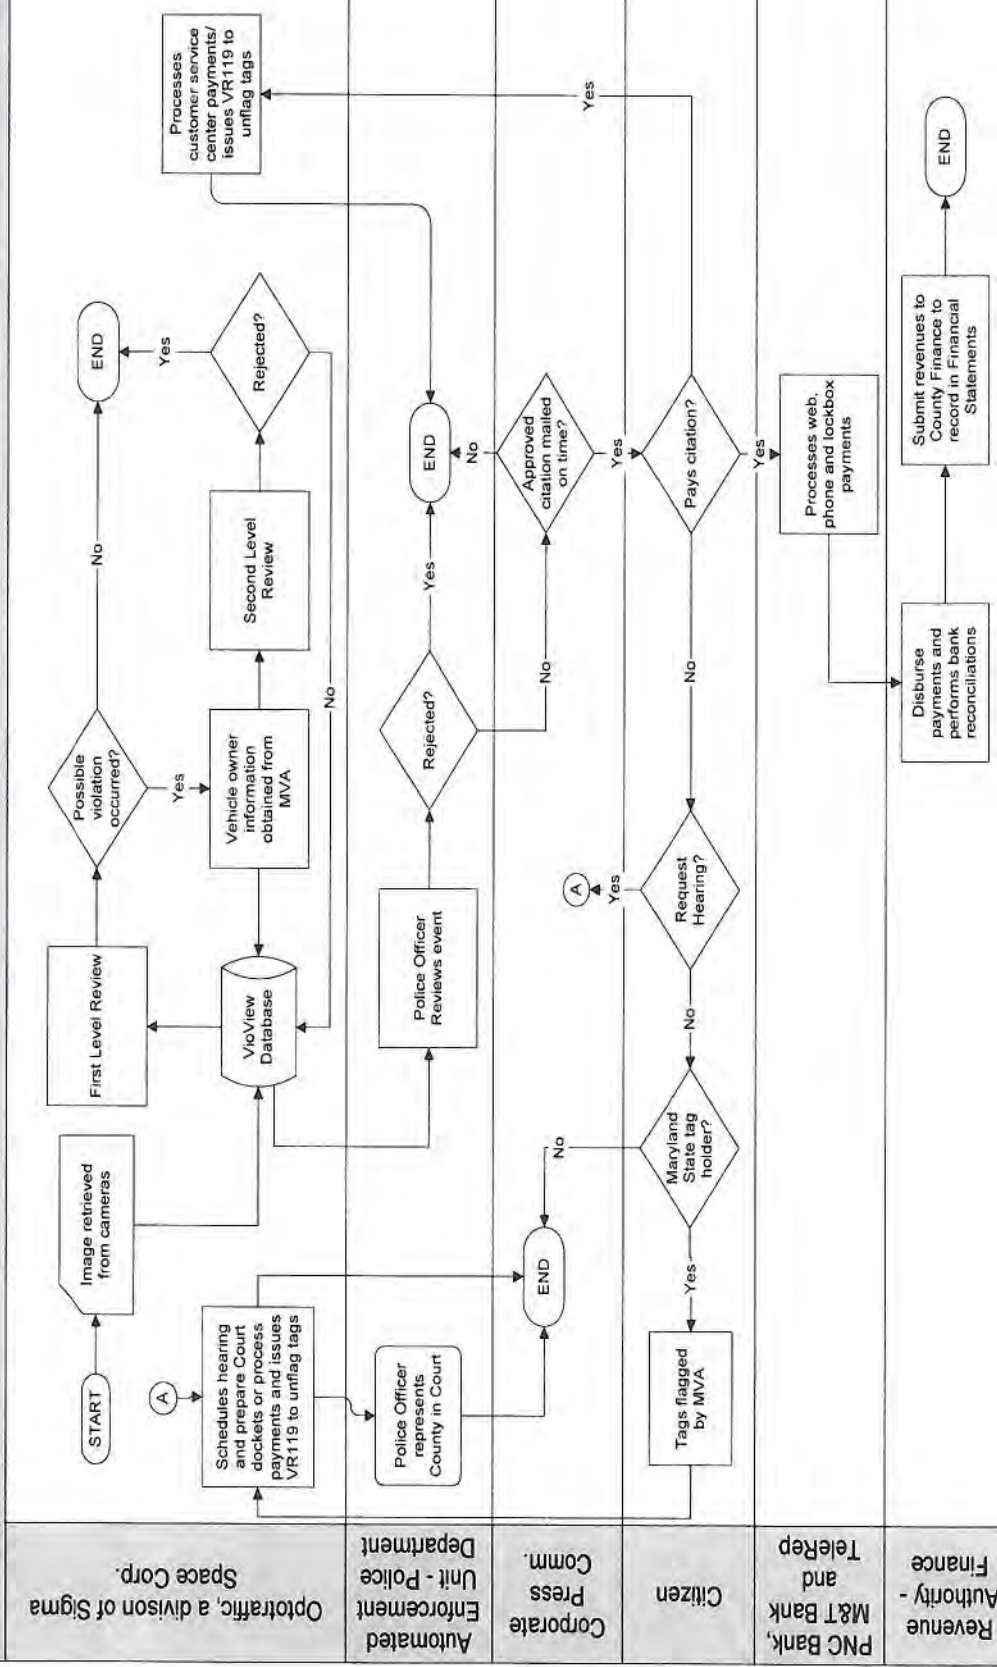 Optotraffic, a divison of Sigma
Space Corp.
START
Image retrieved
from cameras
First Level Review
Possible
violation
occurred?
No
END
Yes
Vehicle owner
information
obtained from
MVA
VioView
Database
Second Level
Review
Rejected?
Yes
No
Processes
customer service
center payments/
issues VR119 to
unflag tags
A
Schedules hearing
and prepare Court
dockets or process
payments and issues
VR119 to unflag tags
Automated
Enforcement
Unit - Police
Department
Police Officer
represents
County in Court
Police Officer
Reviews event
Rejected?
Yes
No
END
Corporate
Press
Comm.
END
No
A
Yes
No
Approved
citation mailed
on time?
No
Yes
Yes
Citizen
Tags flagged
by MVA
Yes
Maryland
State tag
holder?
No
Request
Hearing?
No
Pays citation?
Yes
PNC Bank,
M&T Bank
and
TeleRep
Processes web,
phone and lockbox
payments
Revenue
Authority -
Finance
Disburse
payments and
performs bank
reconciliations
Submit revenues to
County Finance to
record in Financial
Statements
END